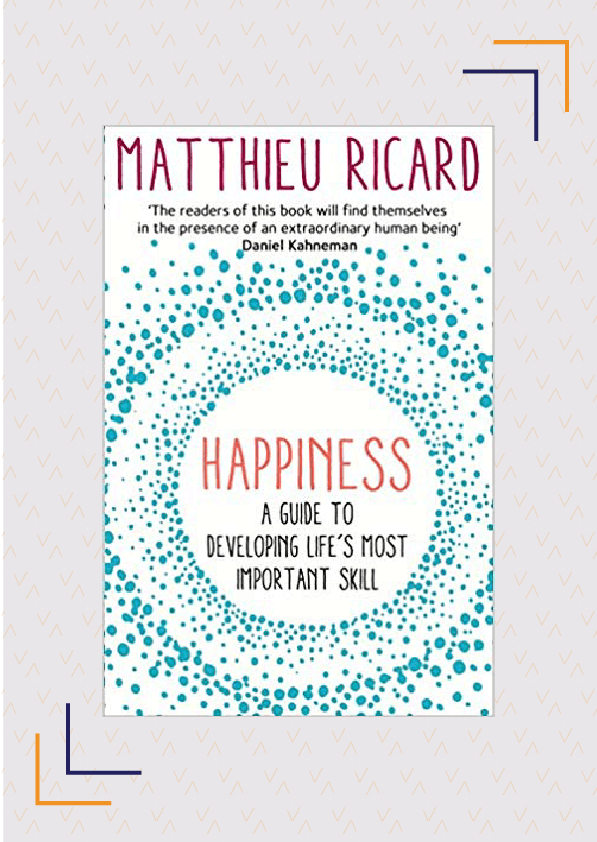 MATTHIEU RICARD
‘The readers of this book will find themselves
in the presence of an extraordinary human being’
Daniel Kahneman
HAPPINESS
A GUIDE TO
DEVELOPING LIFE’S MOST
IMPORTANT SKILL